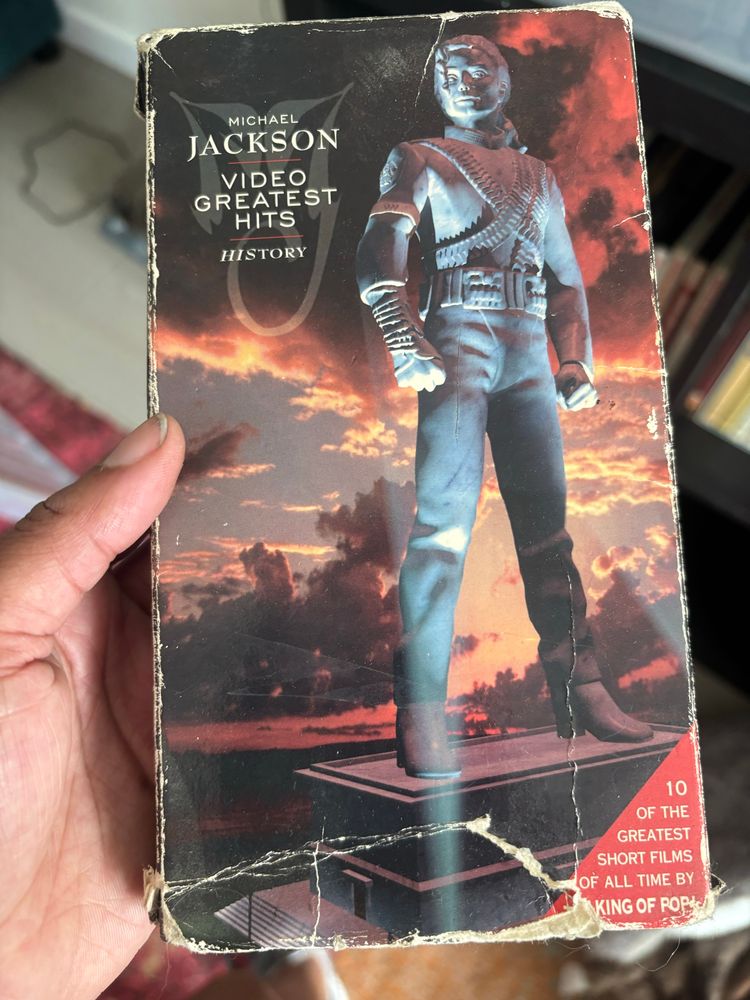 MICHAEL
JACKSON
VIDEO
GREATEST
HITS
HISTORY
10
OF THE
GREATEST
SHORT FILMS
OF ALL TIME BY
KING OF POP